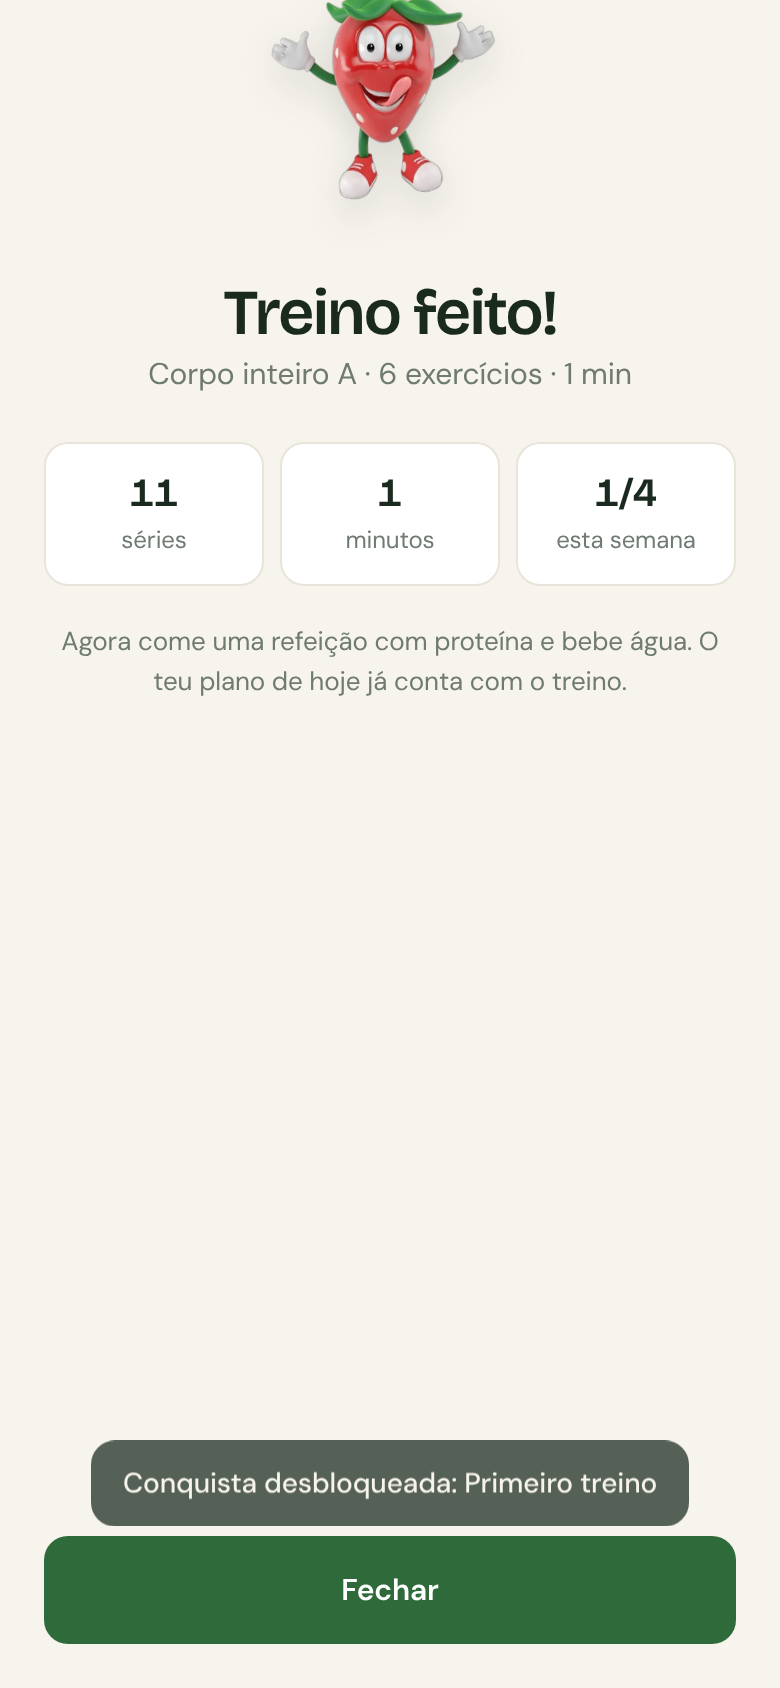 Treino feito!
Corpo inteiro A · 6 exercícios · 1 min
11
séries
1
minutos
1/4
esta semana
Agora come uma refeição com proteína e bebe água. O
teu plano de hoje já conta com o treino.
Conquista desbloqueada: Primeiro treino
Fechar